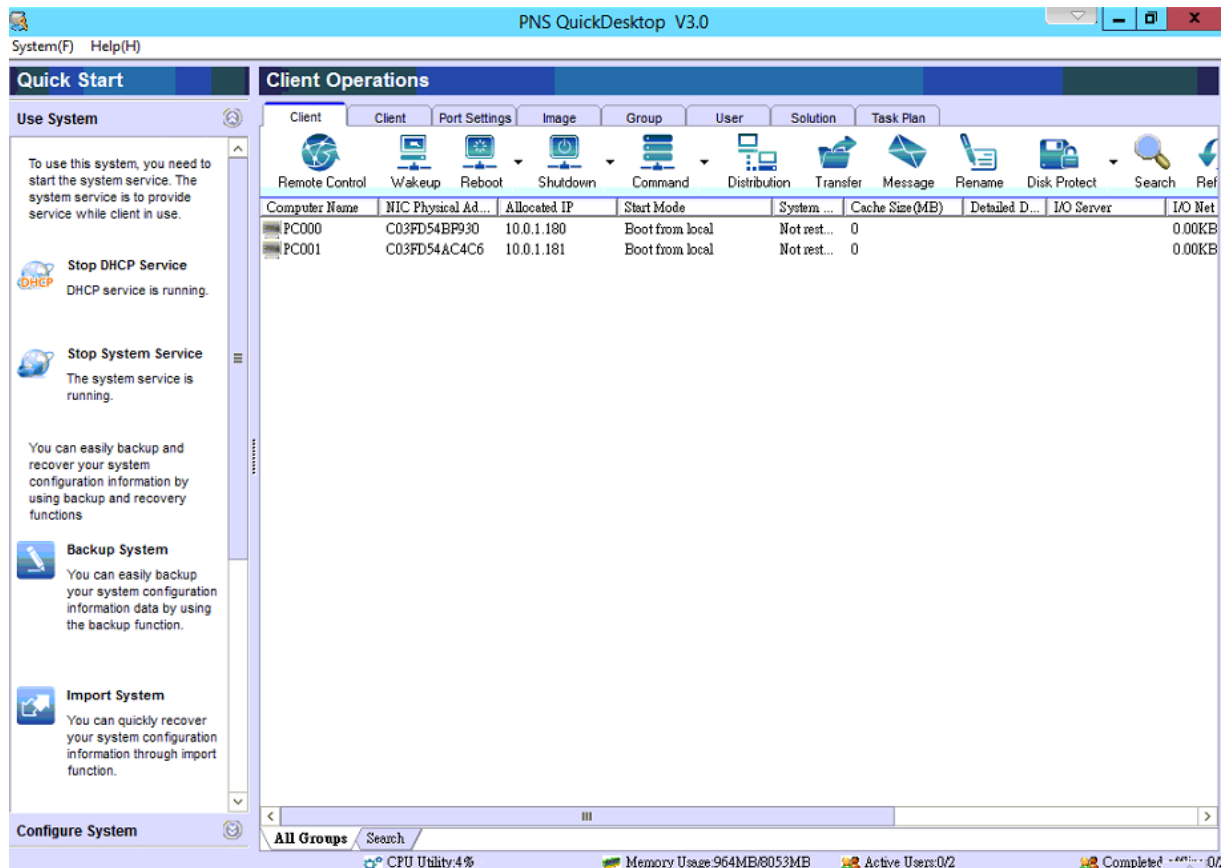 PNS QuickDesktop V3.0
System(F) Help(H)
Quick Start
Use System
To use this system, you need to
start the system service. The
system service is to provide
service while client in use.
DHCP
Stop DHCP Service
DHCP service is running.
Stop System Service
The system service is
running.
You can easily backup and
recover your system
configuration information by
using backup and recovery
functions
Backup System
You can easily backup
your system configuration
information data by using
the backup function.
Import System
You can quickly recover
your system configuration
information through import
function.
Configure System
Client Operations
Client Client Port Settings Image Group User Solution Task Plan
Remote Control Wakeup Reboot Shutdown Command Distribution Transfer Message Rename Disk Protect Search Ref
Computer Name NIC Physical Ad... Allocated IP Start Mode System ... Cache Size(MB) Detailed D... I/O Server I/O Net
PC000 C03FD54BF930 10.0.1.180 Boot from local Not rest... 0 0.00KB
PC001 C03FD54AC4C6 10.0.1.181 Boot from local Not rest... 0 0.00KB
All Groups Search
CPU Utility:4% Memory Usage:964MB/8053MB Active Users:0/2 Completed